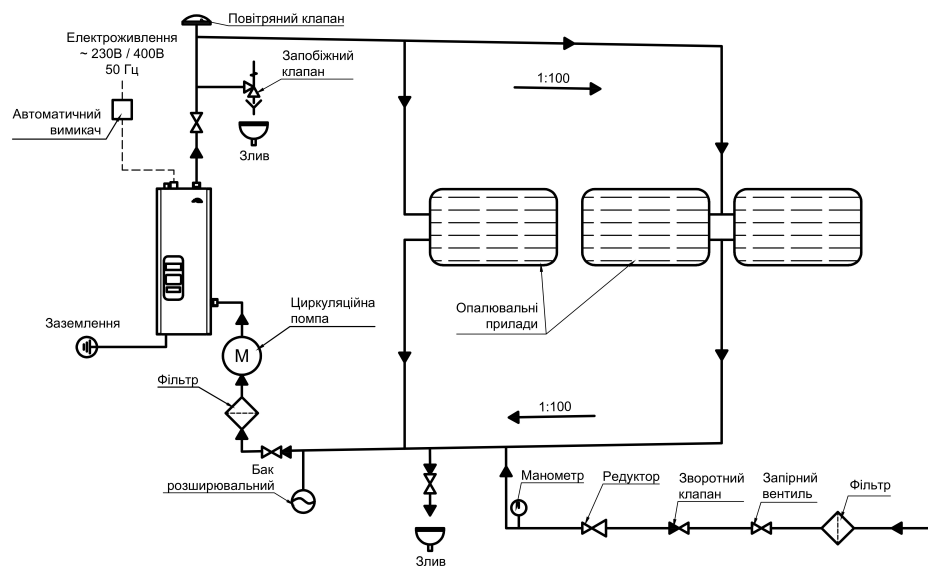 Повітряний клапан
Електроживлення
~ 230В / 400В
50 Гц
Запобіжний
клапан
1:100
Автоматичний
вимикач
Злив
Опалювальні
прилади
Циркуляційна
помпа
Заземлення
M
Фільтр
1:100
Бак
розширювальний
Манометр
Редуктор
Зворотний
клапан
Запірний
вентиль
Фільтр
Злив